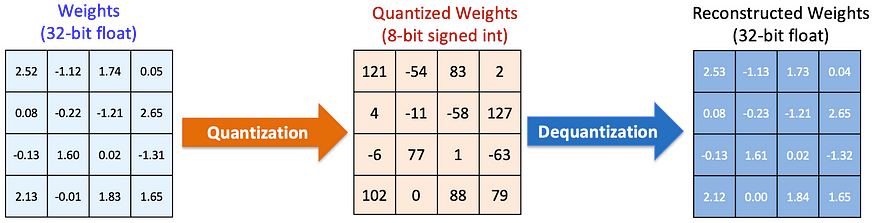 Weights
(32-bit float)
2.52 -1.12 1.74 0.05
0.08 -0.22 -1.21 2.65
-0.13 1.60 0.02 -1.31
2.13 -0.01 1.83 1.65
Quantization
Quantized Weights
(8-bit signed int)
121 -54 83 2
4 -11 -58 127
-6 77 1 -63
102 0 88 79
Dequantization
Reconstructed Weights
(32-bit float)
2.53 -1.13 1.73 0.04
0.08 -0.23 -1.21 2.65
-0.13 1.61 0.02 -1.32
2.12 0.00 1.84 1.65